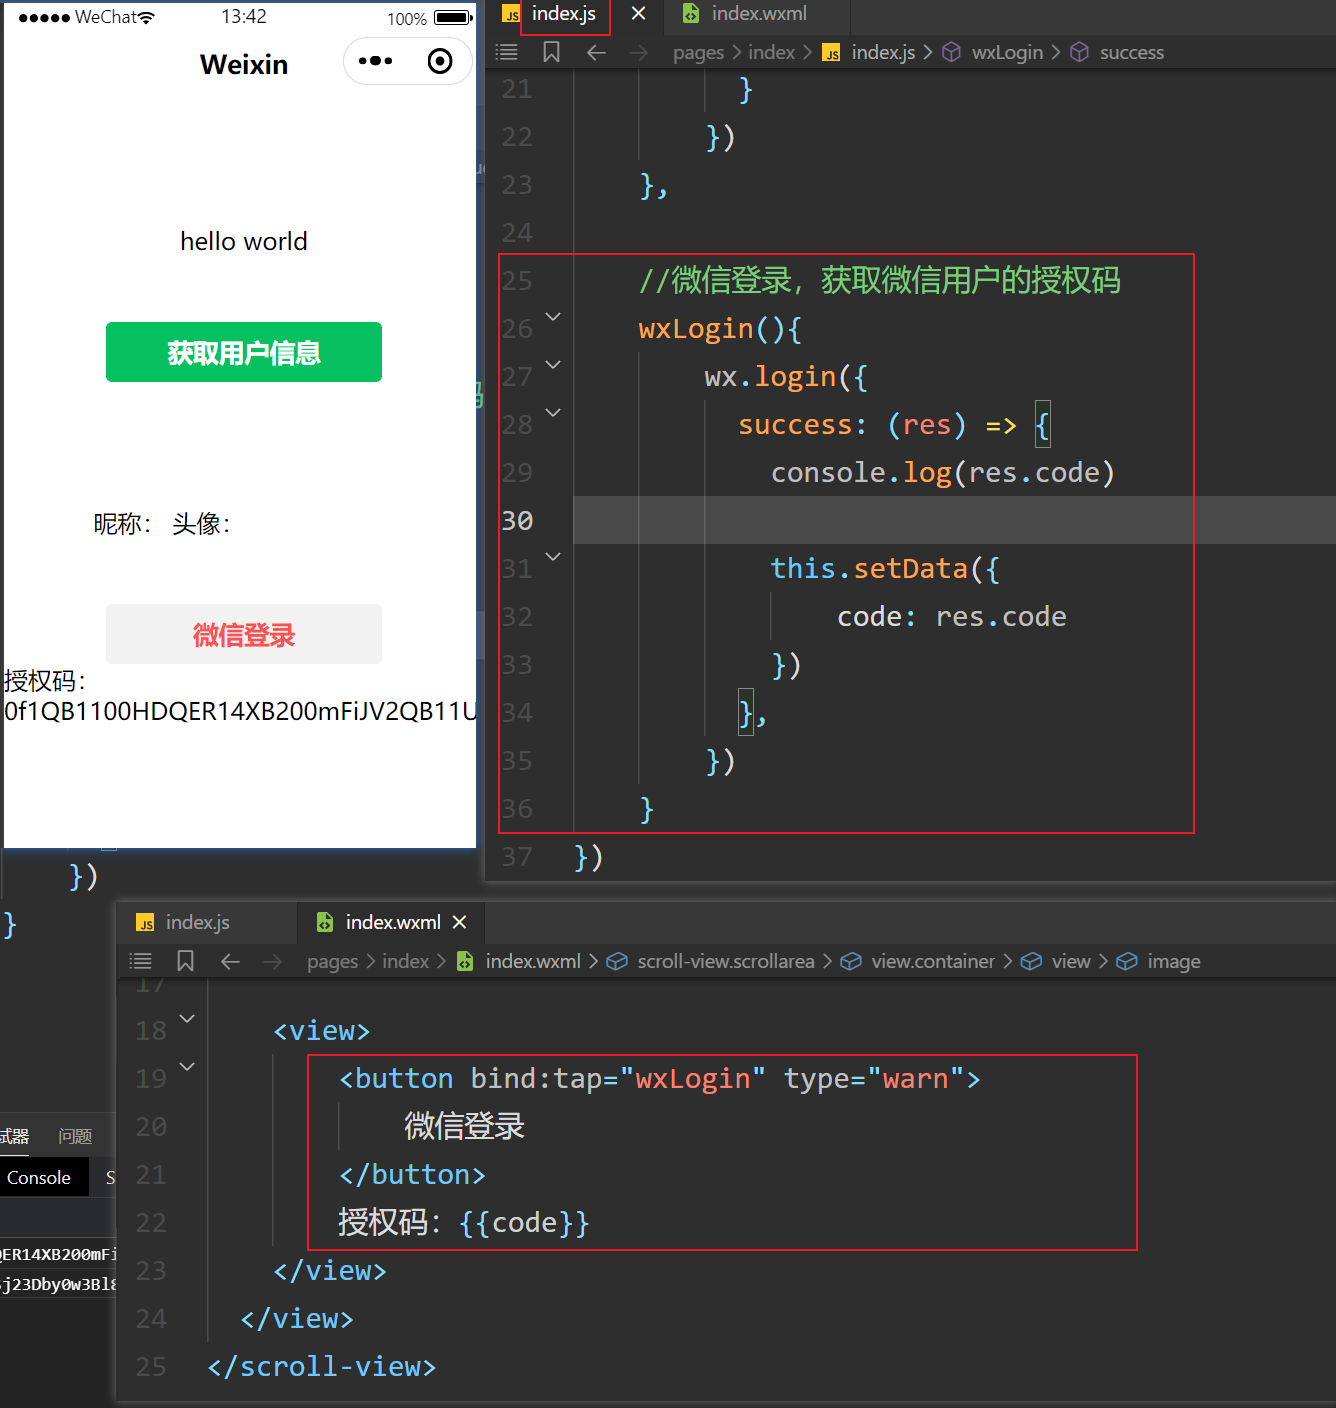 WeChat
13:42
100%
Weixin
hello world
获取用户信息
昵称： 头像：
微信登录
授权码：
0f1QB1100HDQER14XB200mFiJV2QB11U
index.js
index.wxml
pages > index > index.js > wxLogin > success
21 }
22 })
23 },
24
25 //微信登录，获取微信用户的授权码
26 wxLogin(){
27 wx.login({
28 success: (res) => {
29 console.log(res.code)
30
31 this.setData({
32 code: res.code
33 })
34 },
35 })
36 }
37 })
})
}
index.js
index.wxml
pages > index > index.wxml > scroll-view.scrollarea > view.container > view > image
17
18 <view>
19 <button bind:tap="wxLogin" type="warn">
20 微信登录
21 </button>
22 授权码：{{code}}
23 </view>
24 </view>
25 </scroll-view>
试器 问题
Console S
QER14XB200mFi
j23Dby0w3Bl8